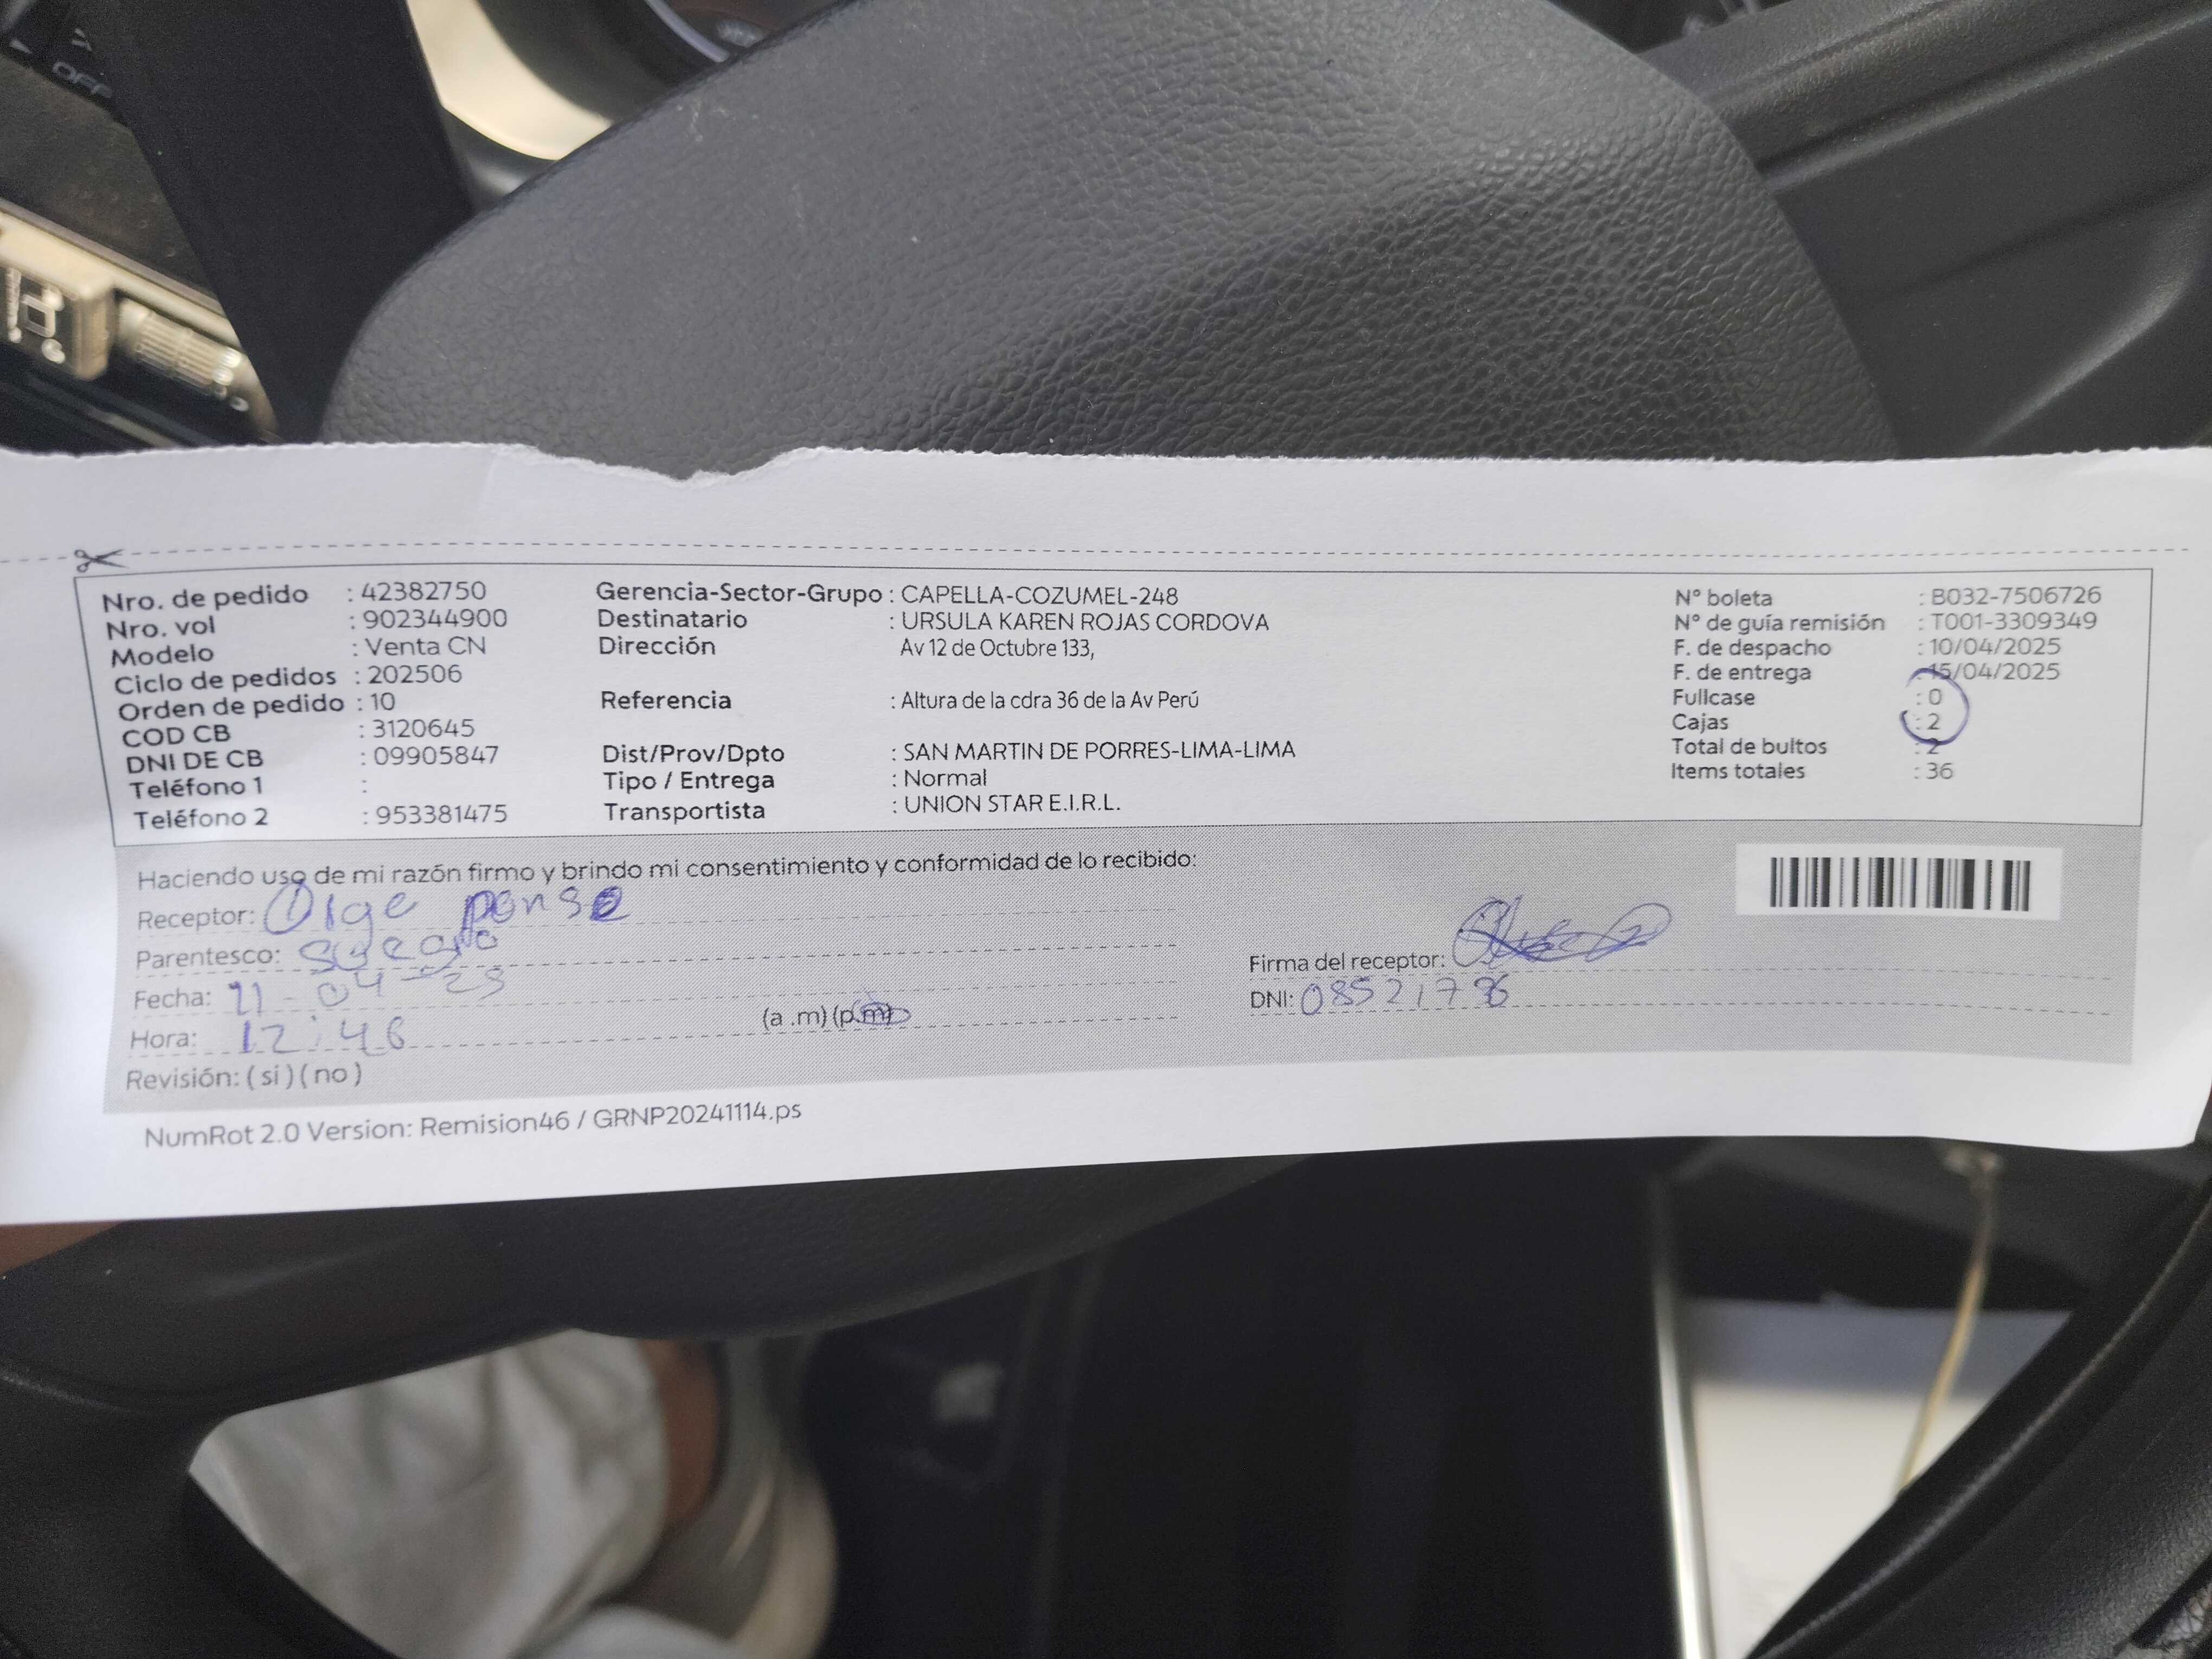 OFF
Nro. de pedido : 42382750
Nro. vol : 902344900
Modelo : Venta CN
Ciclo de pedidos : 202506
Orden de pedido : 10
COD CB : 3120645
DNI DE CB : 09905847
Teléfono 1 :
Teléfono 2 : 953381475
Gerencia-Sector-Grupo : CAPELLA-COZUMEL-248
Destinatario : URSULA KAREN ROJAS CORDOVA
Dirección Av 12 de Octubre 133,
Referencia : Altura de la cdra 36 de la Av Perú
Dist/Prov/Dpto : SAN MARTIN DE PORRES-LIMA-LIMA
Tipo / Entrega : Normal
Transportista : UNION STAR E.I.R.L.
N° boleta : B032-7506726
N° de guía remisión : T001-3309349
F. de despacho : 10/04/2025
F. de entrega : 15/04/2025
Fullcase : 0
Cajas : 2
Total de bultos : 2
Items totales : 36
Haciendo uso de mi razón firmo y brindo mi consentimiento y conformidad de lo recibido:
Receptor: Olge
Parentesco:
Fecha: 11-04-25
Hora: 12:46 (a .m) (p.m)
Revisión: ( si ) ( no )
Firma del receptor:
DNI:
NumRot 2.0 Version: Remision46 / GRNP20241114.ps